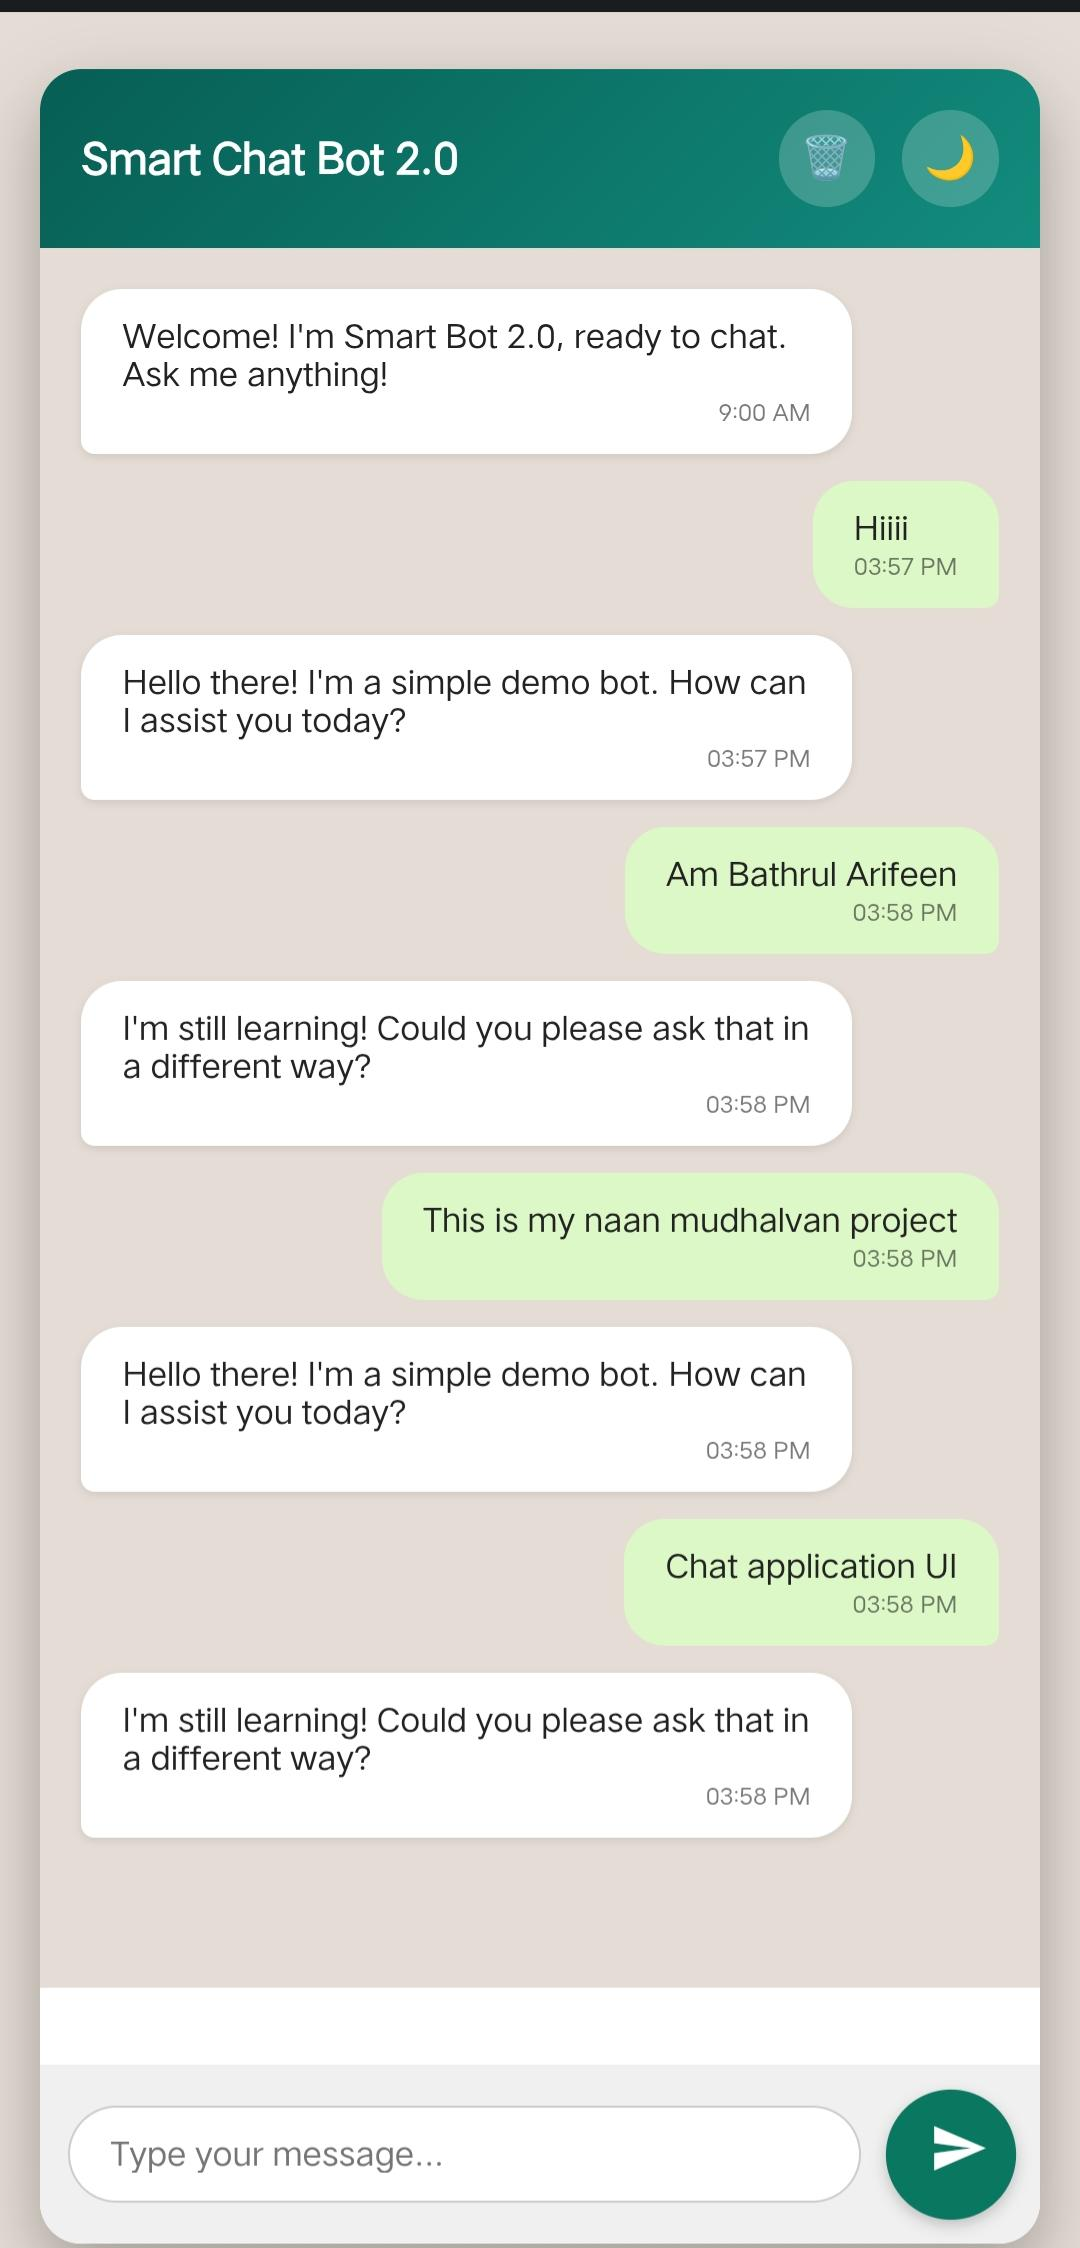 Smart Chat Bot 2.0
Welcome! I'm Smart Bot 2.0, ready to chat.
Ask me anything!
9:00 AM
Hiiii
03:57 PM
Hello there! I'm a simple demo bot. How can
I assist you today?
03:57 PM
Am Bathrul Arifeen
03:58 PM
I'm still learning! Could you please ask that in
a different way?
03:58 PM
This is my naan mudhalvan project
03:58 PM
Hello there! I'm a simple demo bot. How can
I assist you today?
03:58 PM
Chat application UI
03:58 PM
I'm still learning! Could you please ask that in
a different way?
03:58 PM
Type your message...